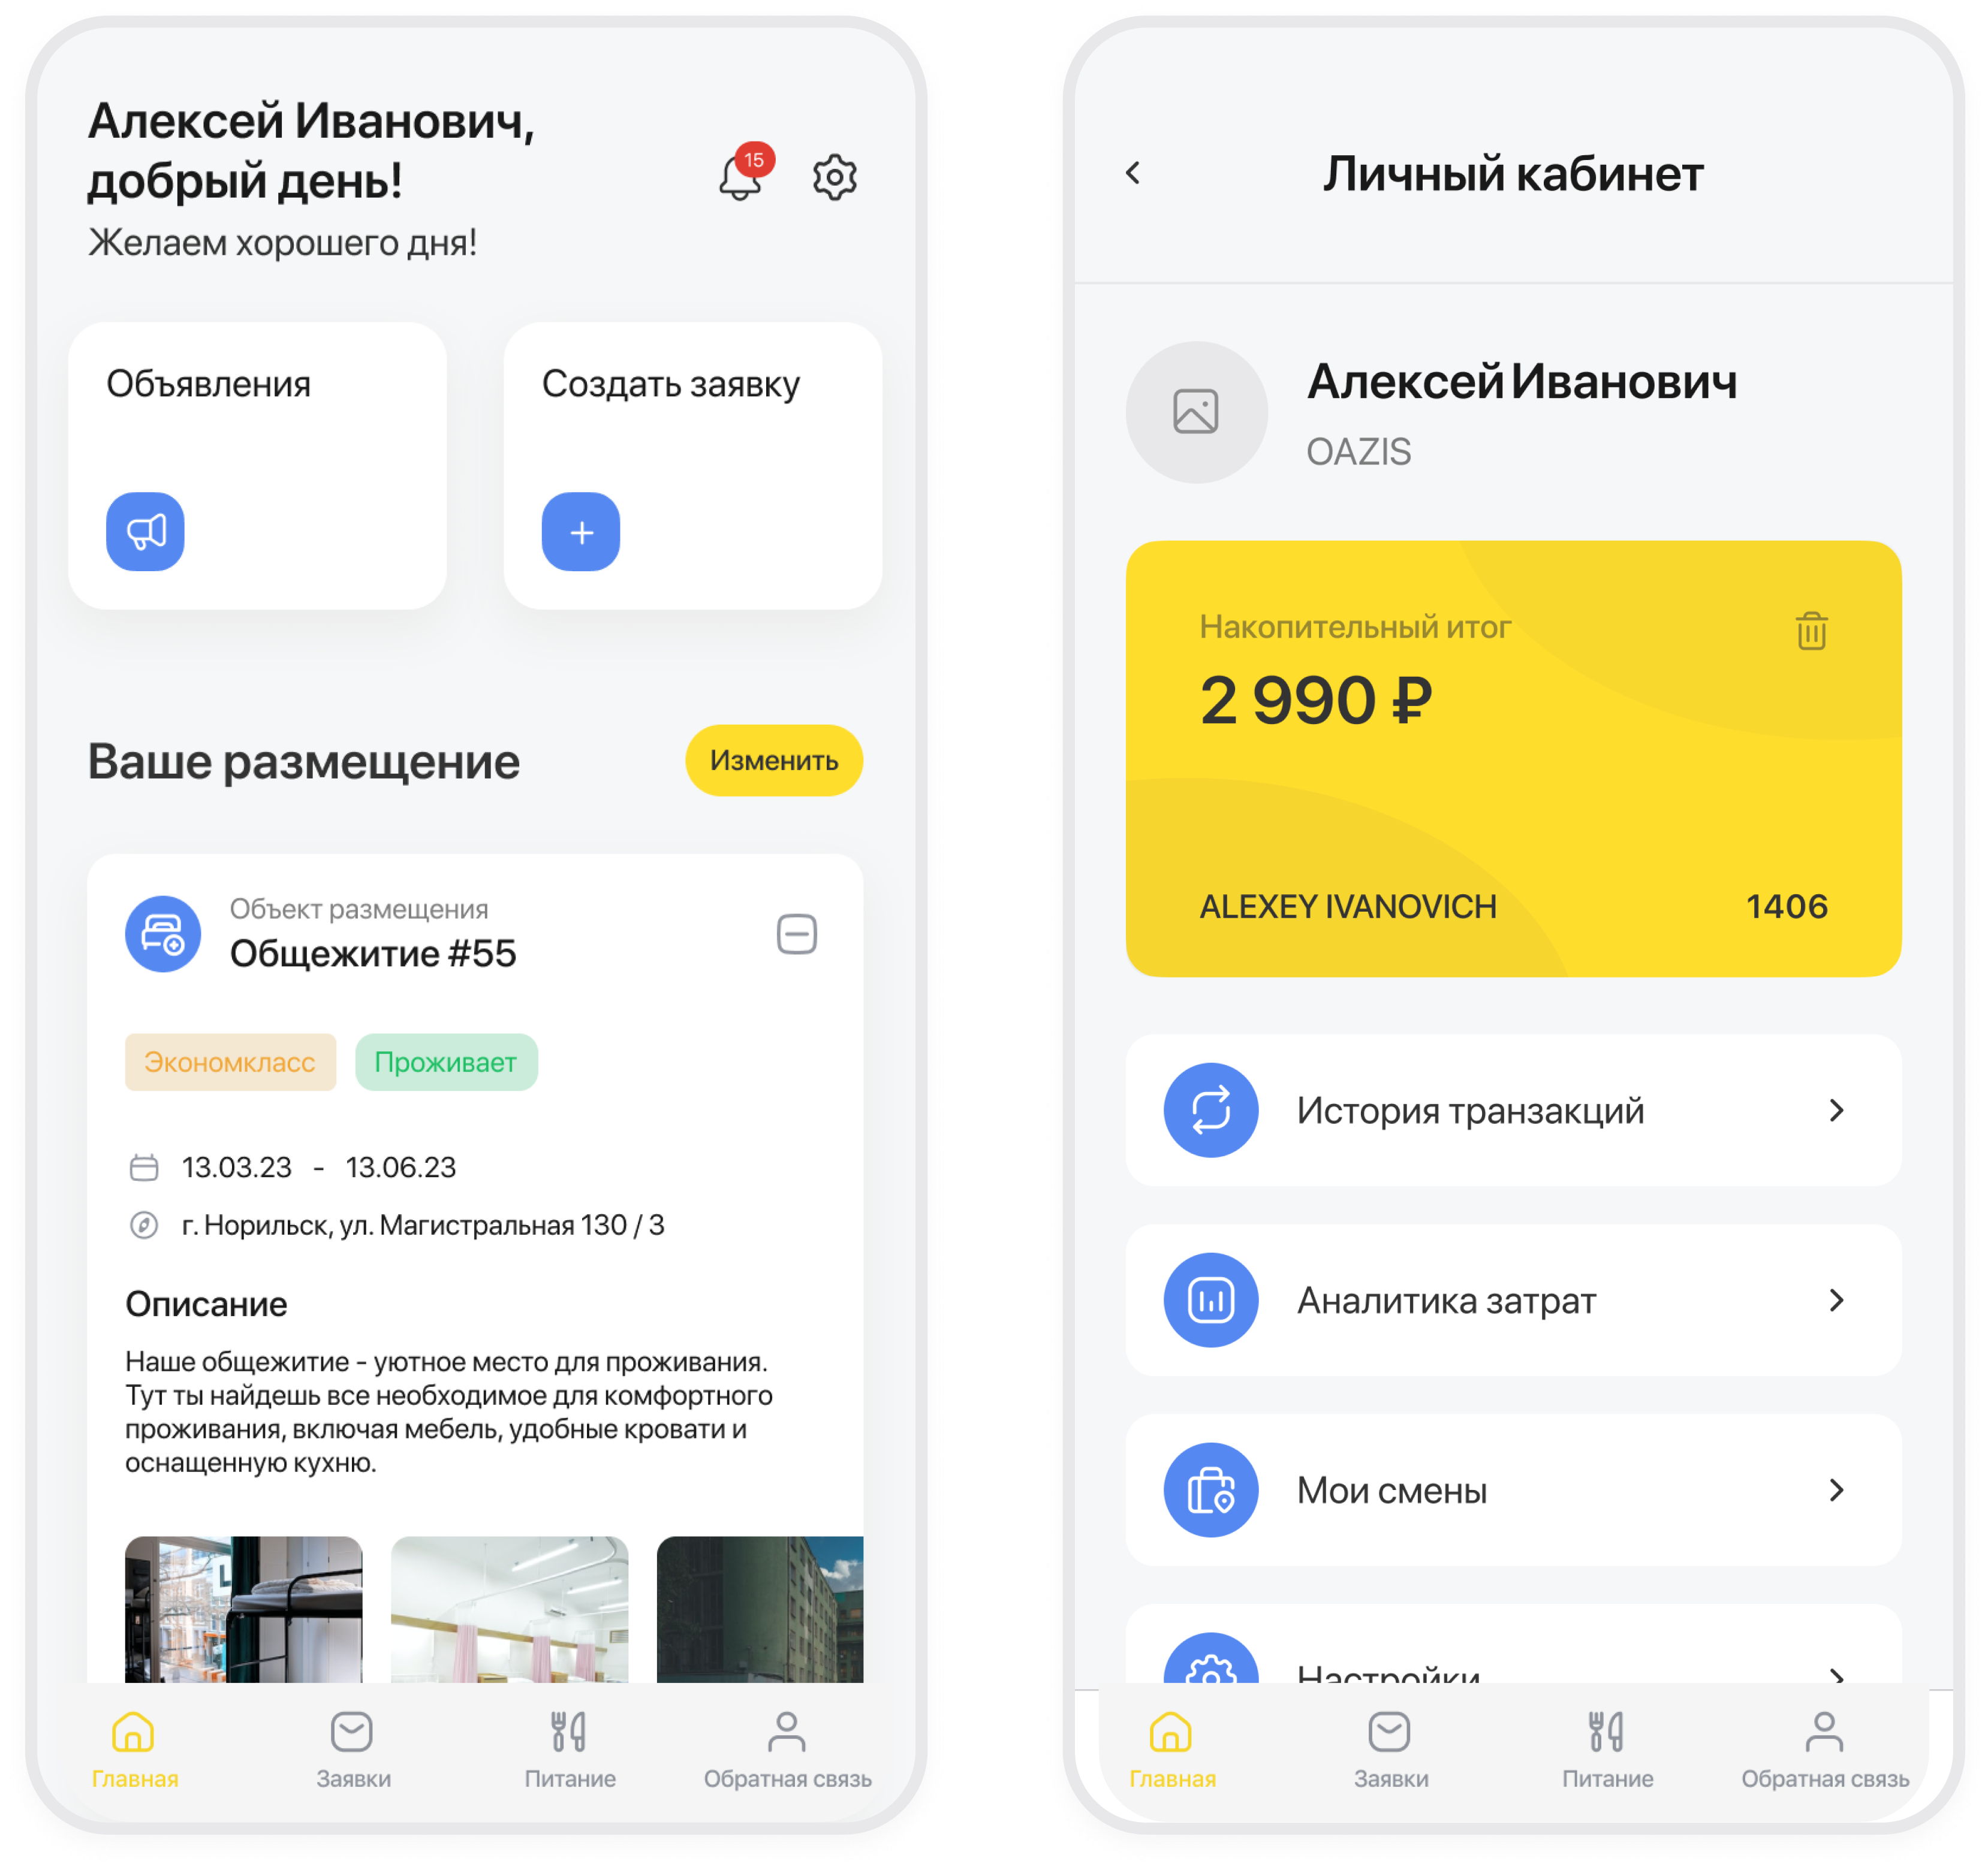 Алексей Иванович,
добрый день!
Желаем хорошего дня!
15
Объявления
Создать заявку
Ваше размещение
Изменить
Объект размещения
Общежитие #55
Экономкласс
Проживает
13.03.23 - 13.06.23
г. Норильск, ул. Магистральная 130 / 3
Описание
Наше общежитие - уютное место для проживания.
Тут ты найдешь все необходимое для комфортного
проживания, включая мебель, удобные кровати и
оснащенную кухню.
Главная
Заявки
Питание
Обратная связь
Личный кабинет
Алексей Иванович
OAZIS
Накопительный итог
2 990 ₽
ALEXEY IVANOVICH
1406
История транзакций
Аналитика затрат
Мои смены
Настройки
Главная
Заявки
Питание
Обратная связь